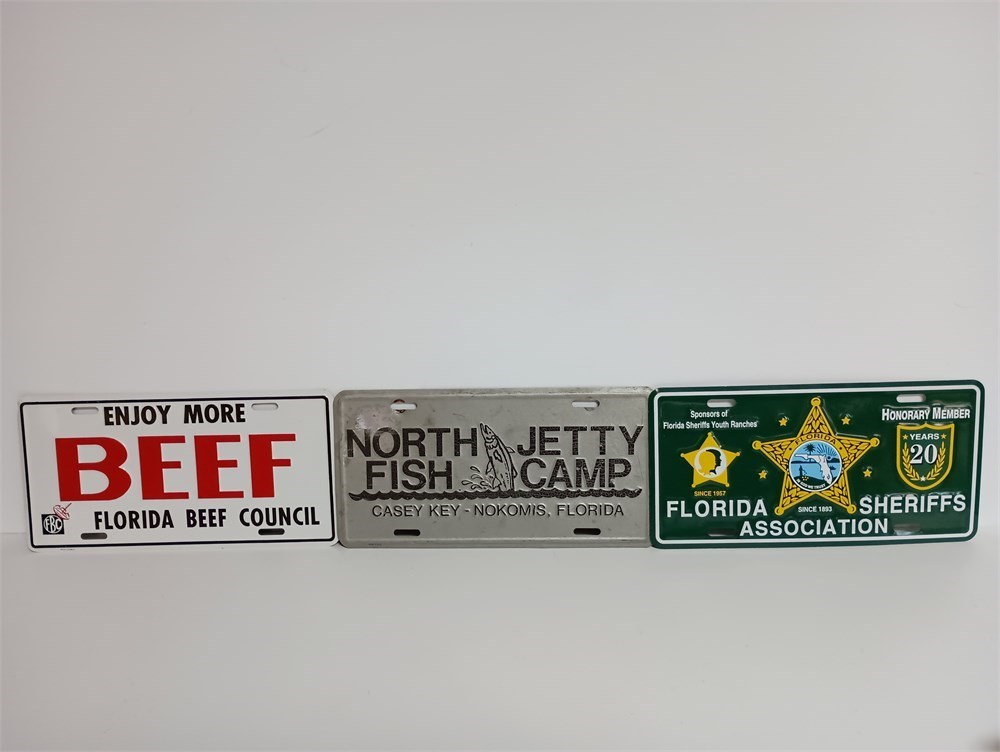 ENJOY MORE
BEEF
FBC
FLORIDA BEEF COUNCIL
NORTH JETTY
FISH CAMP
CASEY KEY - NOKOMIS, FLORIDA
Sponsors of
Florida Sheriffs Youth Ranches
SINCE 1957
FLORIDA
SINCE 1893
HONORARY MEMBER
YEARS
20
FLORIDA SHERIFFS
ASSOCIATION